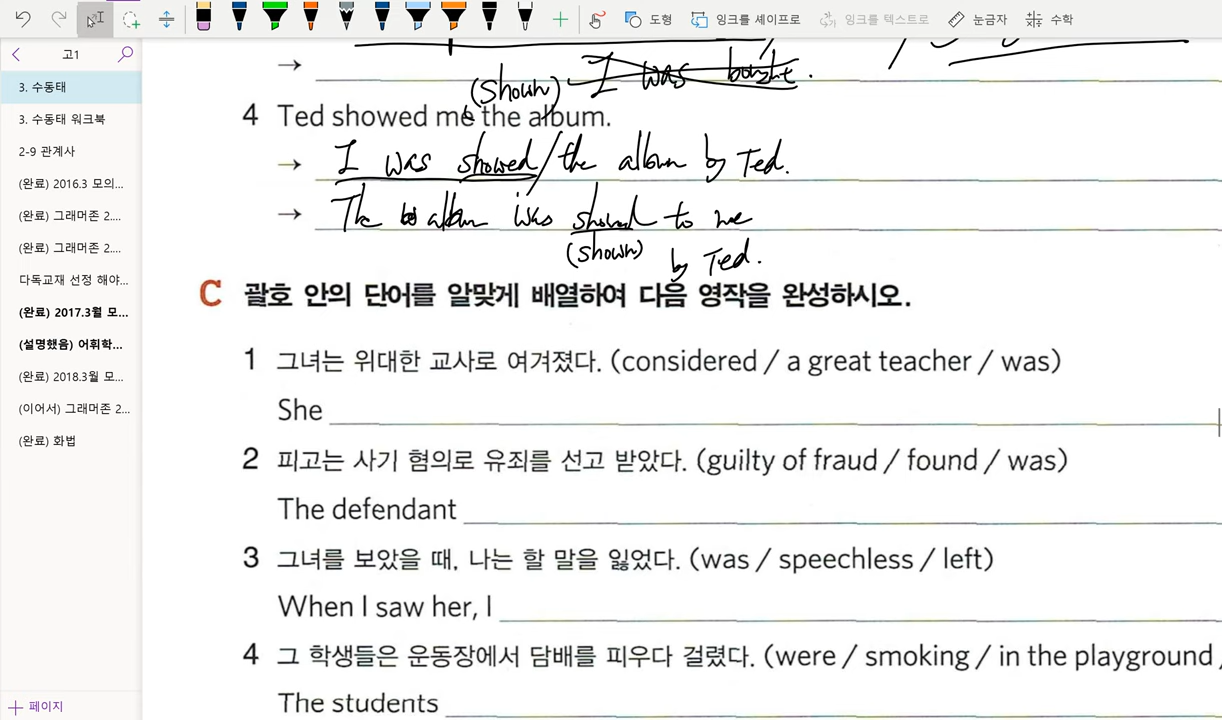 도형 잉크를 셰이프로 잉크를 텍스트로 눈금자 수학
고1
3. 수동태
3. 수동태 워크북
2-9 관계사
(완료) 2016.3 모의...
(완료) 그래머존 2....
(완료) 그래머존 2....
다독교재 선정 해야...
(완료) 2017.3월 모...
(설명했음) 어휘학...
(완료) 2018.3월 모...
(이어서) 그래머존 2...
(완료) 화법
페이지
→ I was bought.
(shown)
4 Ted showed me the album.
→ I was showed/the album by Ted.
→ The album was showed to me
(shown) by Ted.
C 괄호 안의 단어를 알맞게 배열하여 다음 영작을 완성하시오.
1 그녀는 위대한 교사로 여겨졌다. (considered / a great teacher / was)
She
2 피고는 사기 혐의로 유죄를 선고 받았다. (guilty of fraud / found / was)
The defendant
3 그녀를 보았을 때, 나는 할 말을 잃었다. (was / speechless / left)
When I saw her, I
4 그 학생들은 운동장에서 담배를 피우다 걸렸다. (were / smoking / in the playground /
The students